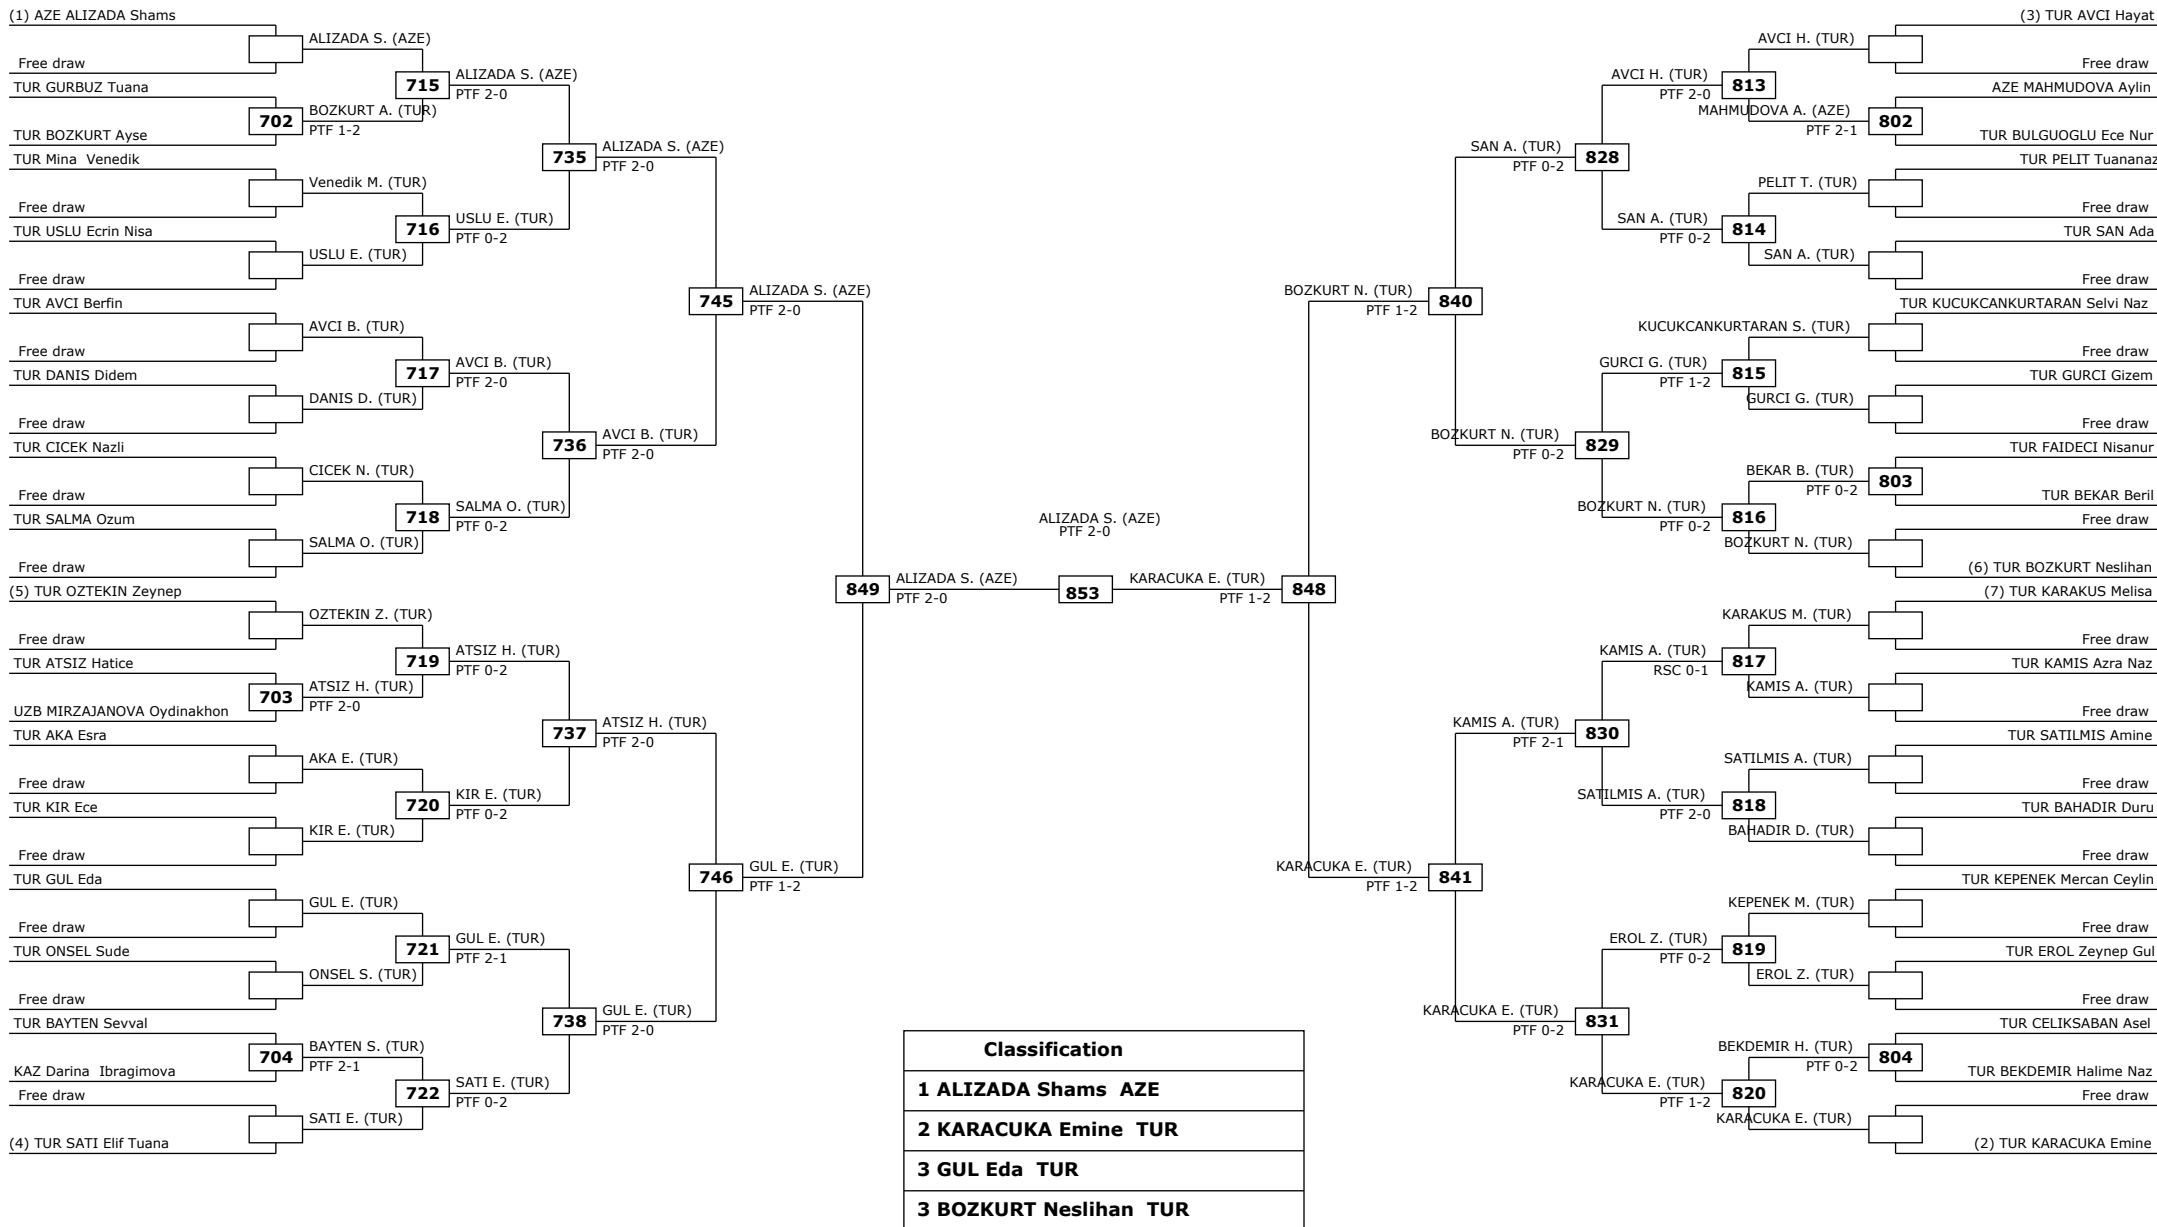 (1) AZE ALIZADA Shams
Free draw
TUR GURBUZ Tuana
TUR BOZKURT Ayse
TUR Mina  Venedik
Free draw
TUR USLU Ecrin Nisa
Free draw
TUR AVCI Berfin
Free draw
TUR DANIS Didem
Free draw
TUR CICEK Nazli
Free draw
TUR SALMA Ozum
Free draw
(5) TUR OZTEKIN Zeynep
Free draw
TUR ATSIZ Hatice
UZB MIRZAJANOVA Oydinakhon
TUR AKA Esra
Free draw
TUR KIR Ece
Free draw
TUR GUL Eda
Free draw
TUR ONSEL Sude
Free draw
TUR BAYTEN Sevval
KAZ Darina  Ibragimova
Free draw
(4) TUR SATI Elif Tuana
702
703
704
ALIZADA S. (AZE)
BOZKURT A. (TUR)
PTF 1-2
Venedik M. (TUR)
USLU E. (TUR)
AVCI B. (TUR)
DANIS D. (TUR)
CICEK N. (TUR)
SALMA O. (TUR)
OZTEKIN Z. (TUR)
ATSIZ H. (TUR)
PTF 2-0
AKA E. (TUR)
KIR E. (TUR)
GUL E. (TUR)
ONSEL S. (TUR)
BAYTEN S. (TUR)
PTF 2-1
SATI E. (TUR)
715
716
717
718
719
720
721
722
ALIZADA S. (AZE)
PTF 2-0
USLU E. (TUR)
PTF 0-2
AVCI B. (TUR)
PTF 2-0
SALMA O. (TUR)
PTF 0-2
ATSIZ H. (TUR)
PTF 0-2
KIR E. (TUR)
PTF 0-2
GUL E. (TUR)
PTF 2-1
SATI E. (TUR)
PTF 0-2
735
736
737
738
ALIZADA S. (AZE)
PTF 2-0
AVCI B. (TUR)
PTF 2-0
ATSIZ H. (TUR)
PTF 2-0
GUL E. (TUR)
PTF 2-0
745
746
ALIZADA S. (AZE)
PTF 2-0
GUL E. (TUR)
PTF 1-2
849
ALIZADA S. (AZE)
PTF 2-0
ALIZADA S. (AZE)
PTF 2-0
853
KARACUKA E. (TUR)
PTF 1-2
848
BOZKURT N. (TUR)
PTF 1-2
KARACUKA E. (TUR)
PTF 1-2
840
841
SAN A. (TUR)
PTF 0-2
BOZKURT N. (TUR)
PTF 0-2
KAMIS A. (TUR)
PTF 2-1
KARACUKA E. (TUR)
PTF 0-2
828
829
830
831
AVCI H. (TUR)
PTF 2-0
SAN A. (TUR)
PTF 0-2
GURCI G. (TUR)
PTF 1-2
BOZKURT N. (TUR)
PTF 0-2
KAMIS A. (TUR)
RSC 0-1
SATILMIS A. (TUR)
PTF 2-0
EROL Z. (TUR)
PTF 0-2
KARACUKA E. (TUR)
PTF 1-2
813
814
815
816
817
818
819
820
AVCI H. (TUR)
MAHMUDOVA A. (AZE)
PTF 2-1
PELIT T. (TUR)
SAN A. (TUR)
KUCUKCANKURTARAN S. (TUR)
GURCI G. (TUR)
BEKAR B. (TUR)
PTF 0-2
BOZKURT N. (TUR)
KARAKUS M. (TUR)
KAMIS A. (TUR)
SATILMIS A. (TUR)
BAHADIR D. (TUR)
KEPENEK M. (TUR)
EROL Z. (TUR)
BEKDEMIR H. (TUR)
PTF 0-2
KARACUKA E. (TUR)
802
803
804
(3) TUR AVCI Hayat
Free draw
AZE MAHMUDOVA Aylin
TUR BULGUOGLU Ece Nur
TUR PELIT Tuananaz
Free draw
TUR SAN Ada
Free draw
TUR KUCUKCANKURTARAN Selvi Naz
Free draw
TUR GURCI Gizem
Free draw
TUR FAIDECI Nisanur
TUR BEKAR Beril
Free draw
(6) TUR BOZKURT Neslihan
(7) TUR KARAKUS Melisa
Free draw
TUR KAMIS Azra Naz
Free draw
TUR SATILMIS Amine
Free draw
TUR BAHADIR Duru
Free draw
TUR KEPENEK Mercan Ceylin
Free draw
TUR EROL Zeynep Gul
Free draw
TUR CELIKSABAN Asel
TUR BEKDEMIR Halime Naz
Free draw
(2) TUR KARACUKA Emine
Classification
1 ALIZADA Shams  AZE
2 KARACUKA Emine  TUR
3 GUL Eda  TUR
3 BOZKURT Neslihan  TUR